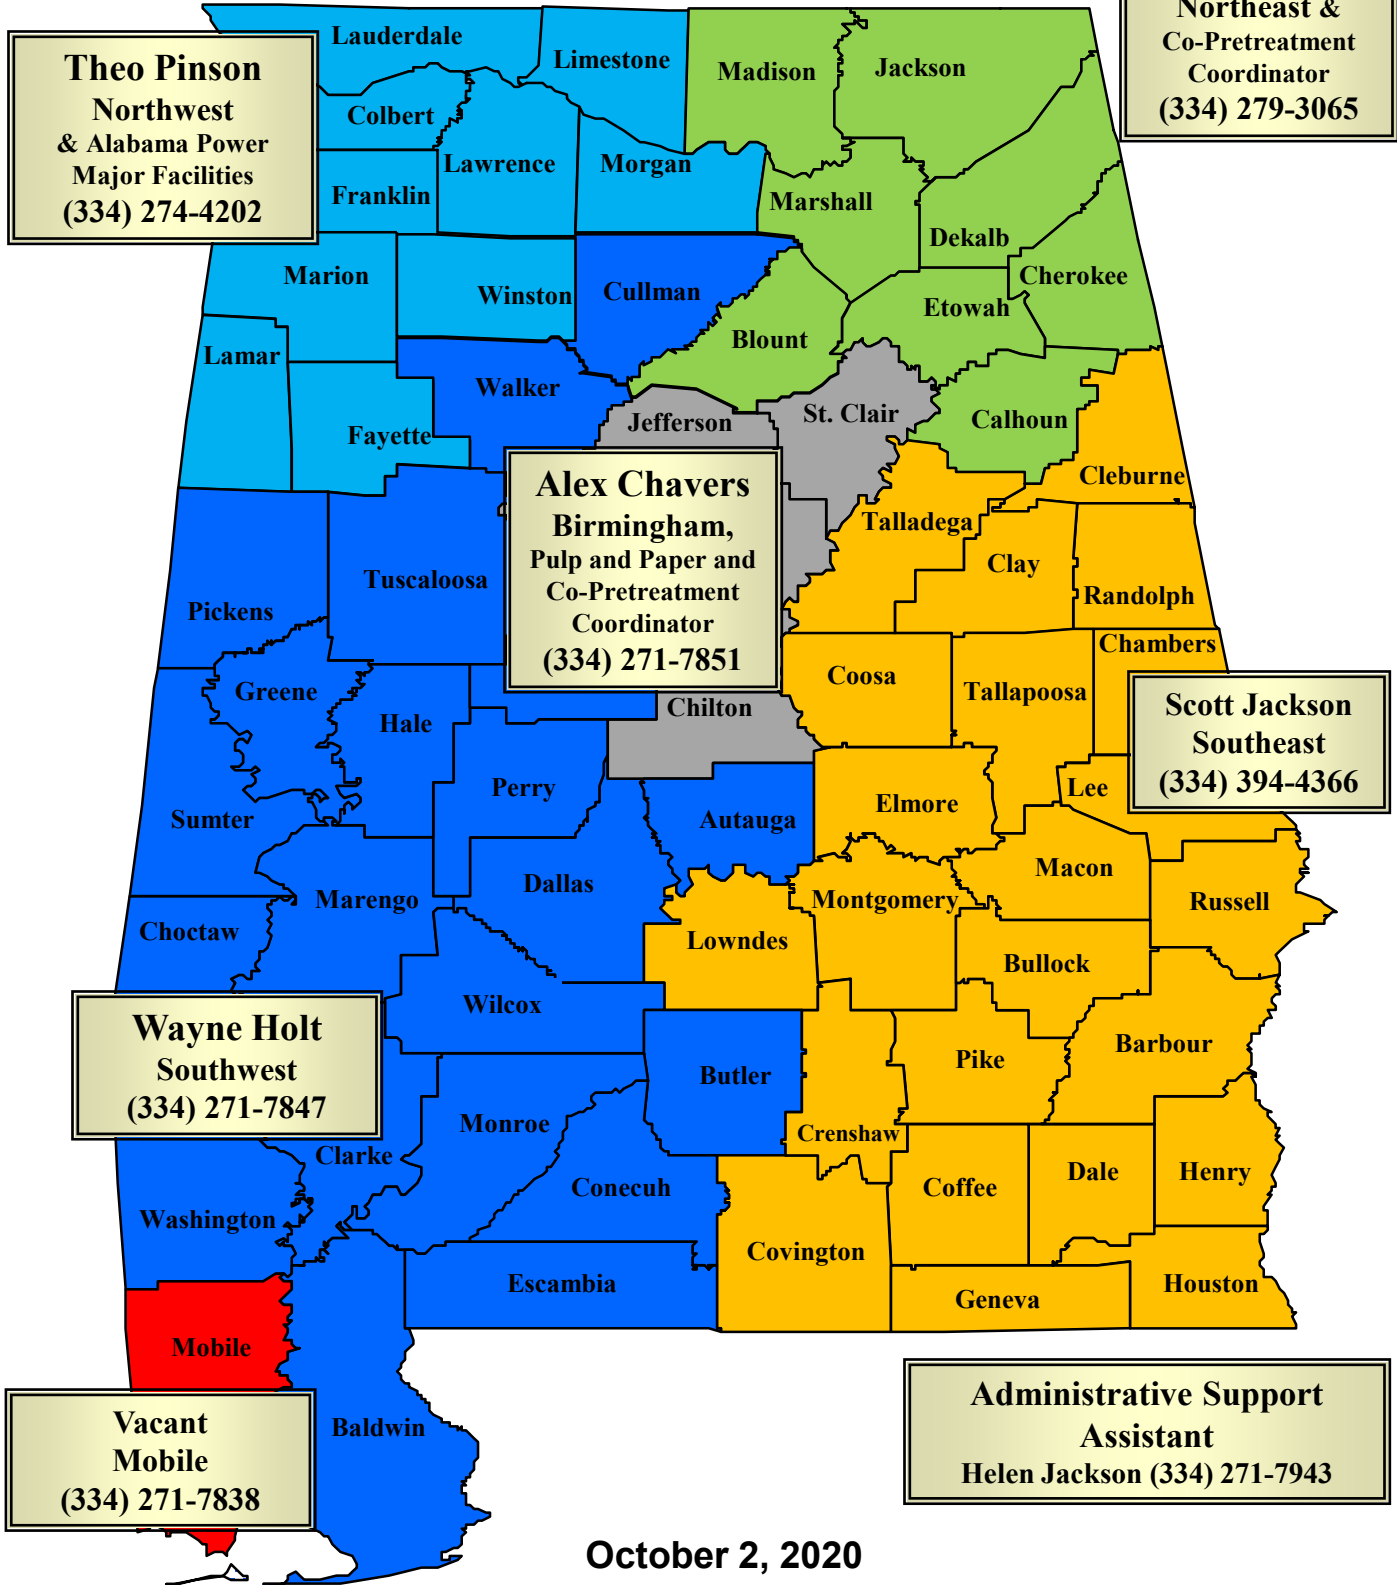 Northeast &
Co-Pretreatment
Coordinator
(334) 279-3065
Theo Pinson
Northwest
& Alabama Power
Major Facilities
(334) 274-4202
Lauderdale
Limestone
Madison
Jackson
Colbert
Lawrence
Morgan
Franklin
Marshall
Dekalb
Cherokee
Marion
Winston
Cullman
Etowah
Blount
Lamar
Walker
Fayette
Jefferson
St. Clair
Calhoun
Cleburne
Alex Chavers
Birmingham,
Pulp and Paper and
Co-Pretreatment
Coordinator
(334) 271-7851
Talladega
Clay
Randolph
Tuscaloosa
Pickens
Chambers
Coosa
Tallapoosa
Greene
Hale
Chilton
Scott Jackson
Southeast
(334) 394-4366
Perry
Lee
Elmore
Sumter
Autauga
Macon
Dallas
Marengo
Montgomery
Russell
Choctaw
Lowndes
Bullock
Wilcox
Wayne Holt
Southwest
(334) 271-7847
Barbour
Pike
Butler
Monroe
Crenshaw
Clarke
Conecuh
Coffee
Dale
Henry
Washington
Covington
Escambia
Geneva
Houston
Mobile
Baldwin
Vacant
Mobile
(334) 271-7838
Administrative Support
Assistant
Helen Jackson (334) 271-7943
October 2, 2020